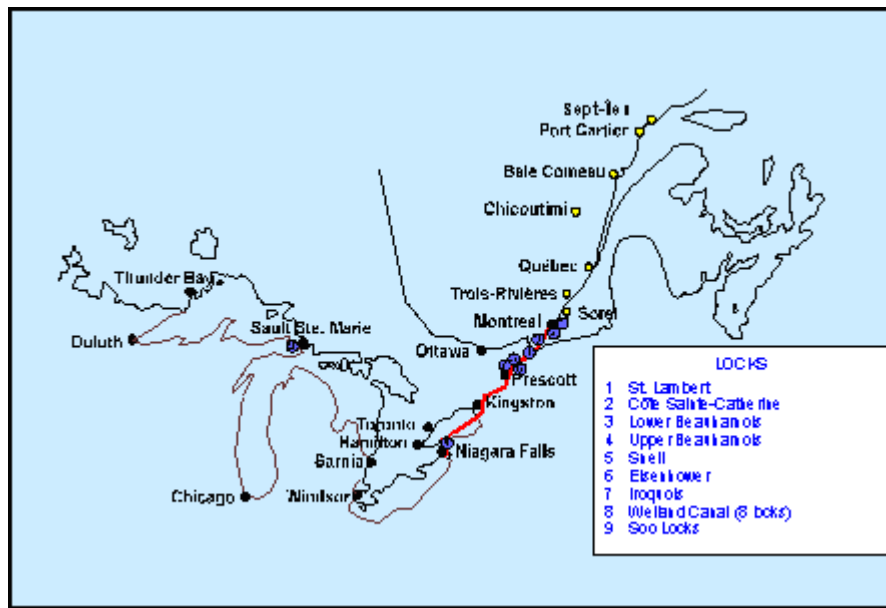 Sept-Îles
Port Cartier
Baie Comeau
Chicoutimi
Québec
Trois-Rivières
Sorel
Montreal
Thunder Bay
Sault Ste. Marie
Duluth
Ottawa
Prescott
Kingston
Toronto
Hamilton
Niagara Falls
Sarnia
Chicago
Windsor
LOCKS
1 St. Lambert
2 Côte Sainte-Catherine
3 Lower Beauharnois
4 Upper Beauharnois
5 Snell
6 Eisenhower
7 Iroquois
8 Welland Canal (8 locks)
9 Soo Locks